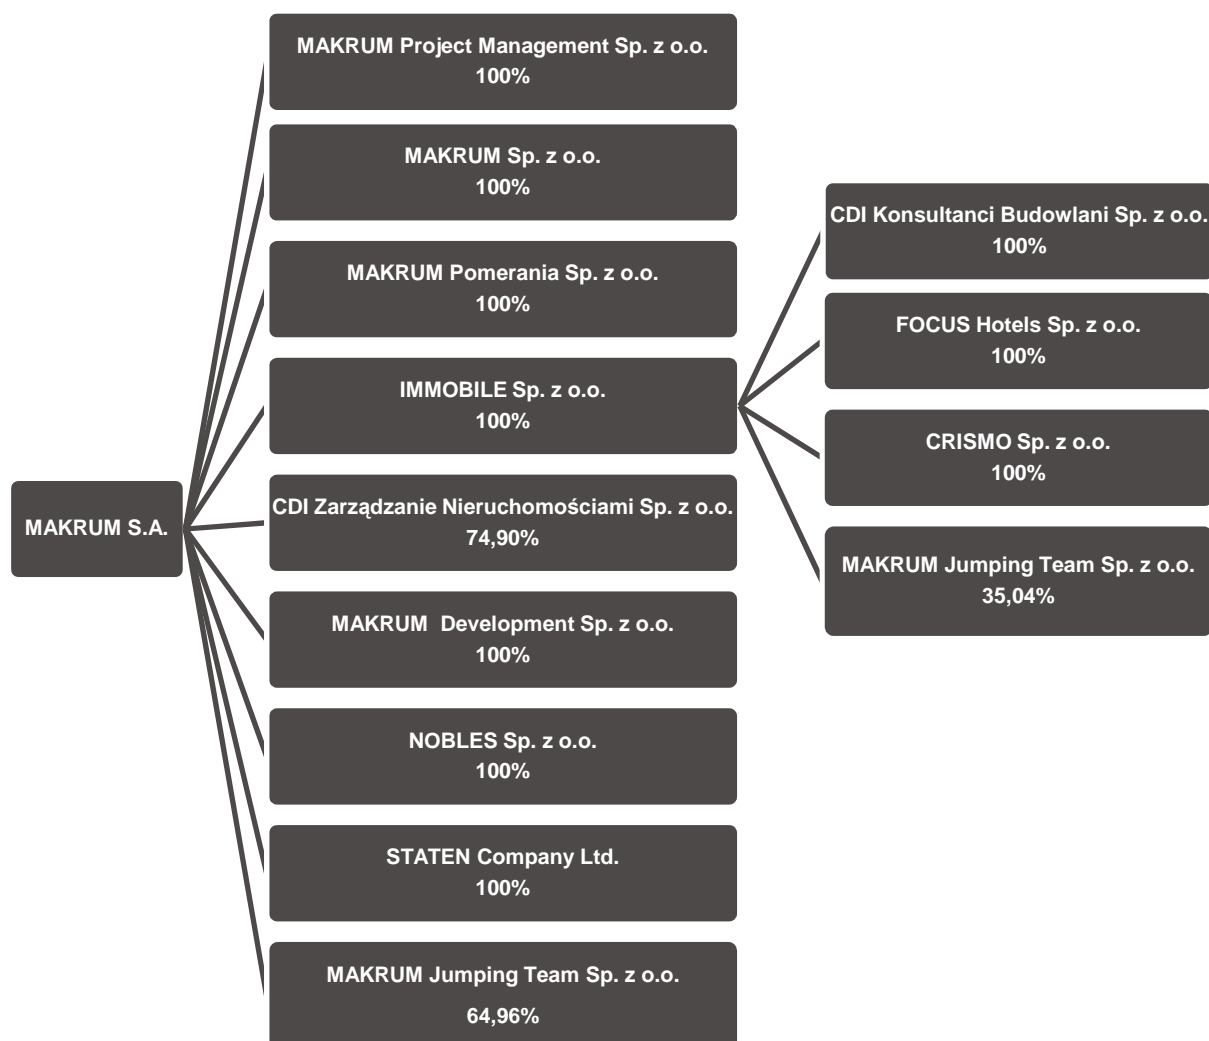 MAKRUM S.A.
MAKRUM Project Management Sp. z o.o.
100%
MAKRUM Sp. z o.o.
100%
MAKRUM Pomerania Sp. z o.o.
100%
IMMOBILE Sp. z o.o.
100%
CDI Zarządzanie Nieruchomościami Sp. z o.o.
74,90%
MAKRUM  Development Sp. z o.o.
100%
NOBLES Sp. z o.o.
100%
STATEN Company Ltd.
100%
MAKRUM Jumping Team Sp. z o.o.
64,96%
CDI Konsultanci Budowlani Sp. z o.o.
100%
FOCUS Hotels Sp. z o.o.
100%
CRISMO Sp. z o.o.
100%
MAKRUM Jumping Team Sp. z o.o.
35,04%